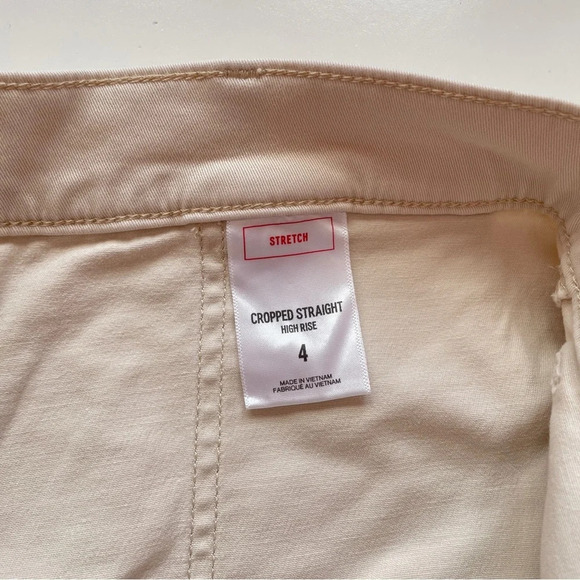 STRETCH
CROPPED STRAIGHT
HIGH RISE
4
MADE IN VIETNAM
FABRIQUÉ AU VIETNAM